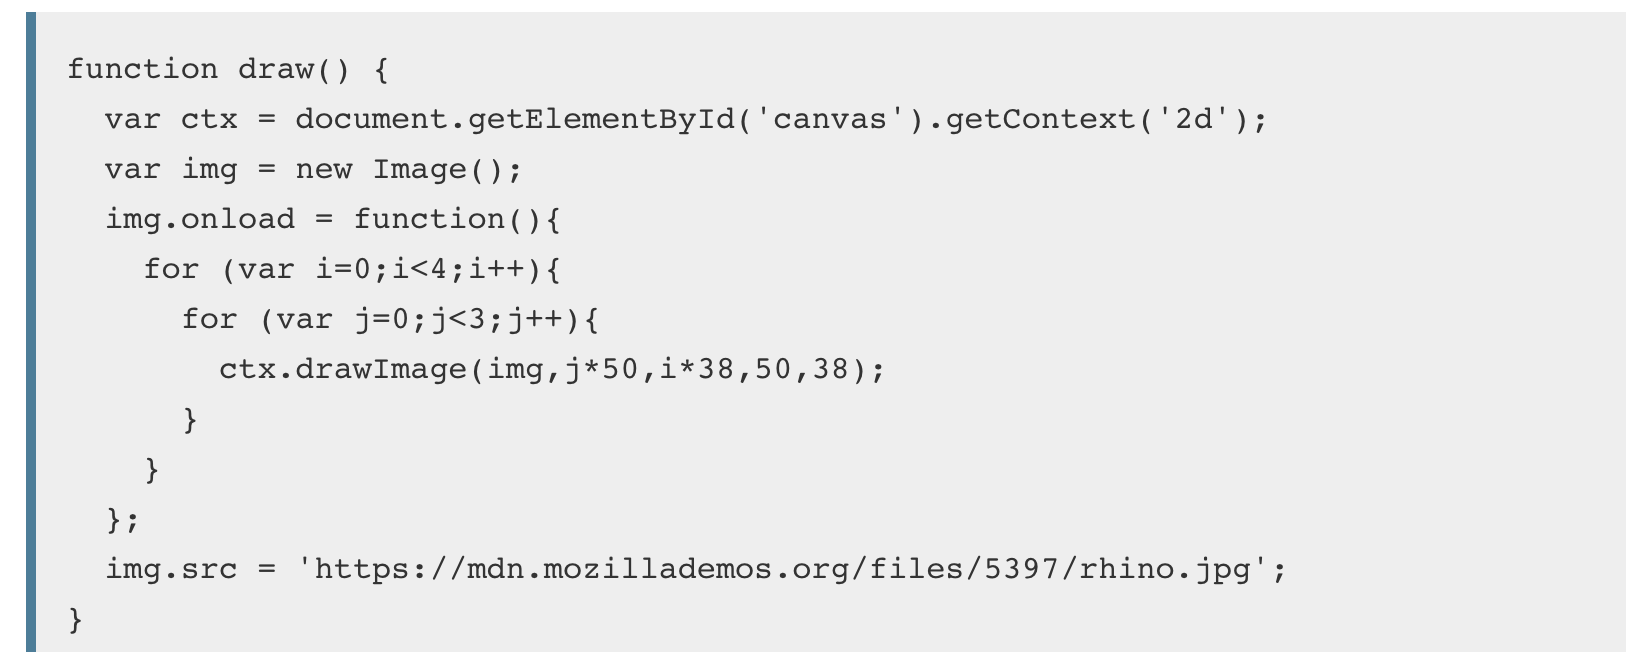 function draw() {
  var ctx = document.getElementById('canvas').getContext('2d');
  var img = new Image();
  img.onload = function(){
    for (var i=0;i<4;i++){
      for (var j=0;j<3;j++){
        ctx.drawImage(img,j*50,i*38,50,38);
      }
    }
  };
  img.src = 'https://mdn.mozillademos.org/files/5397/rhino.jpg';
}